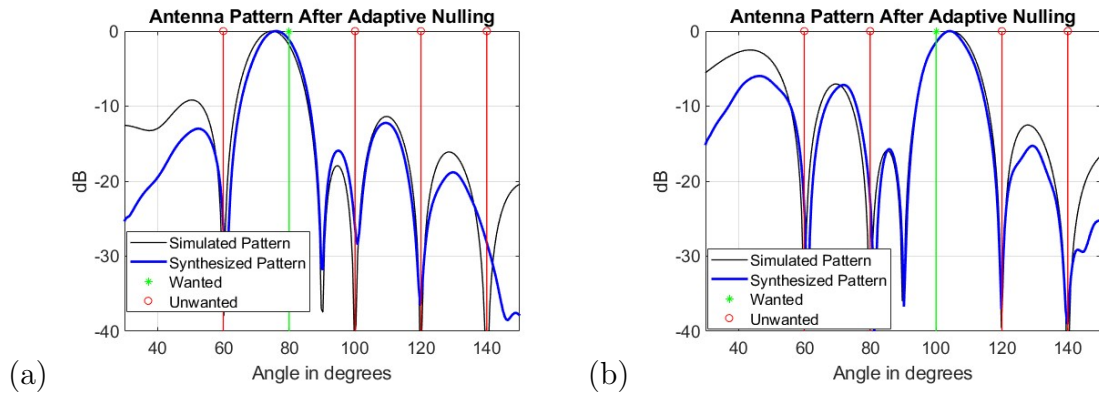 Antenna Pattern After Adaptive Nulling
0
-10
-20
-30
-40
dB
Simulated Pattern
Synthesized Pattern
Wanted
Unwanted
40 60 80 100 120 140
Angle in degrees
(a)
Antenna Pattern After Adaptive Nulling
0
-10
-20
-30
-40
dB
Simulated Pattern
Synthesized Pattern
Wanted
Unwanted
40 60 80 100 120 140
Angle in degrees
(b)